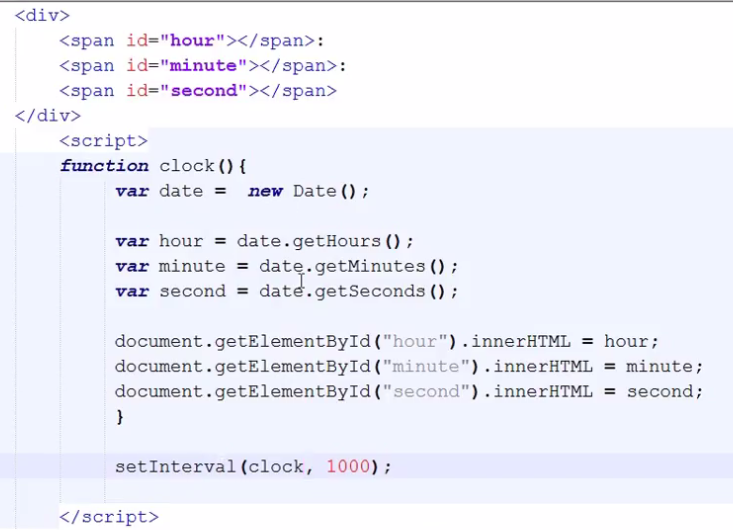 <div>
<span id="hour"></span>:
<span id="minute"></span>:
<span id="second"></span>
</div>
<script>
function clock(){
var date =  new Date();
var hour = date.getHours();
var minute = date.getMinutes();
var second = date.getSeconds();
document.getElementById("hour").innerHTML = hour;
document.getElementById("minute").innerHTML = minute;
document.getElementById("second").innerHTML = second;
}
setInterval(clock, 1000);
</script>